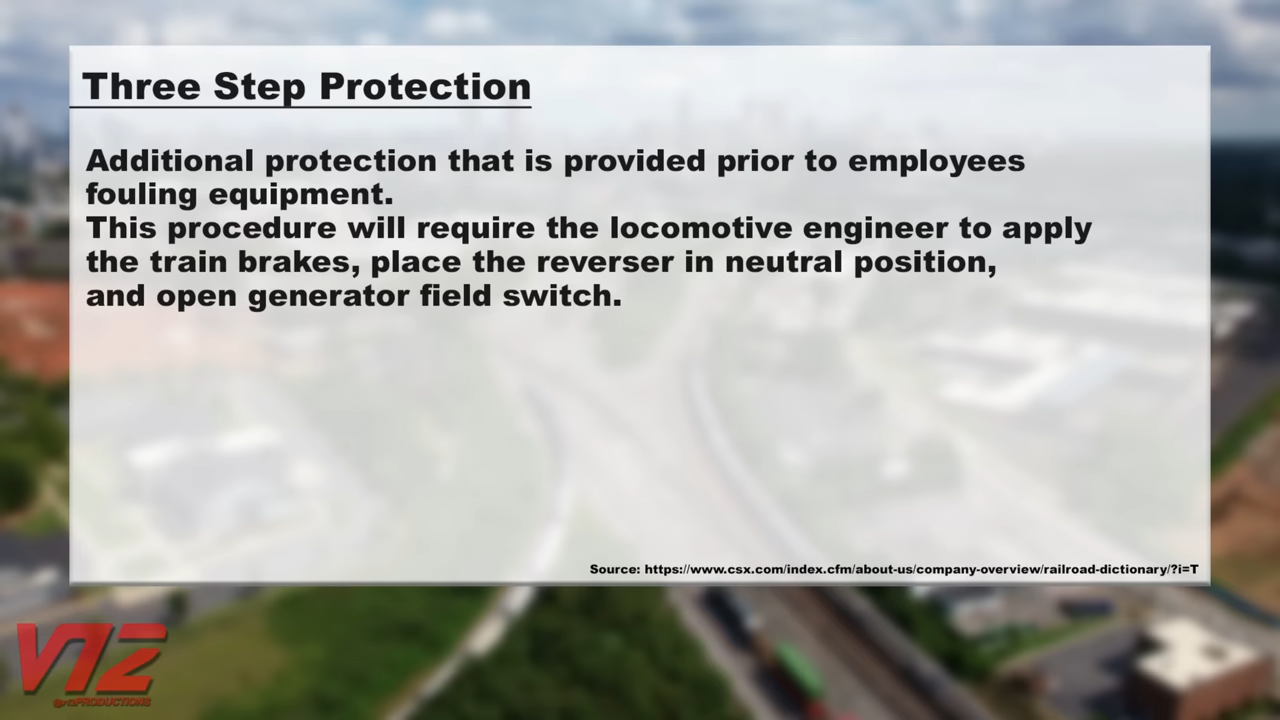 Three Step Protection
Additional protection that is provided prior to employees
fouling equipment.
This procedure will require the locomotive engineer to apply
the train brakes, place the reverser in neutral position,
and open generator field switch.
Source: https://www.csx.com/index.cfm/about-us/company-overview/railroad-dictionary/?i=T
V12